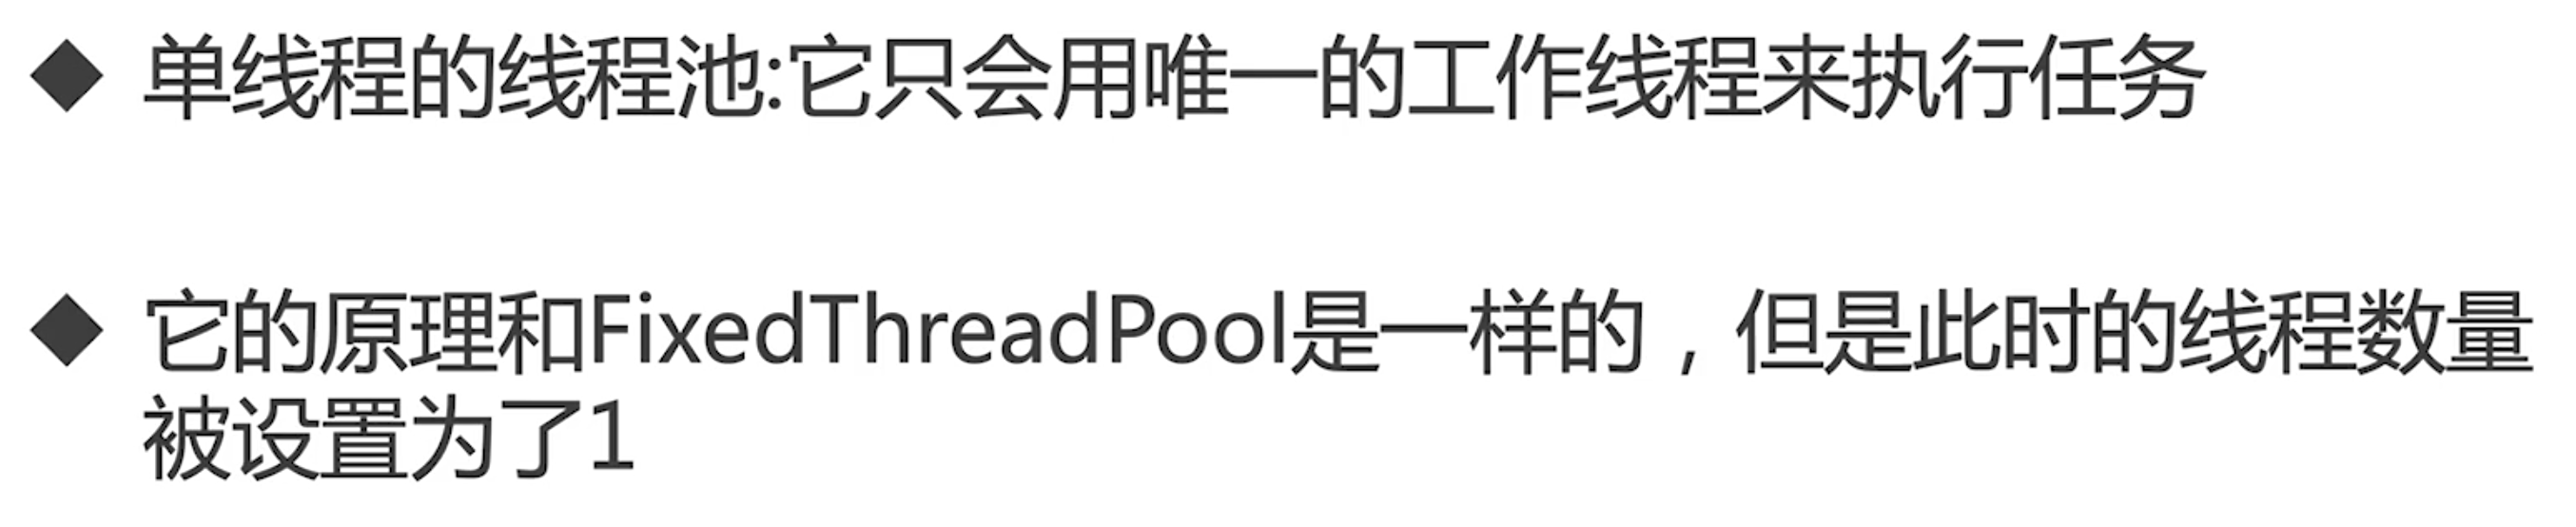 ◆ 单线程的线程池:它只会用唯一的工作线程来执行任务
◆ 它的原理和FixedThreadPool是一样的，但是此时的线程数量
被设置为了1